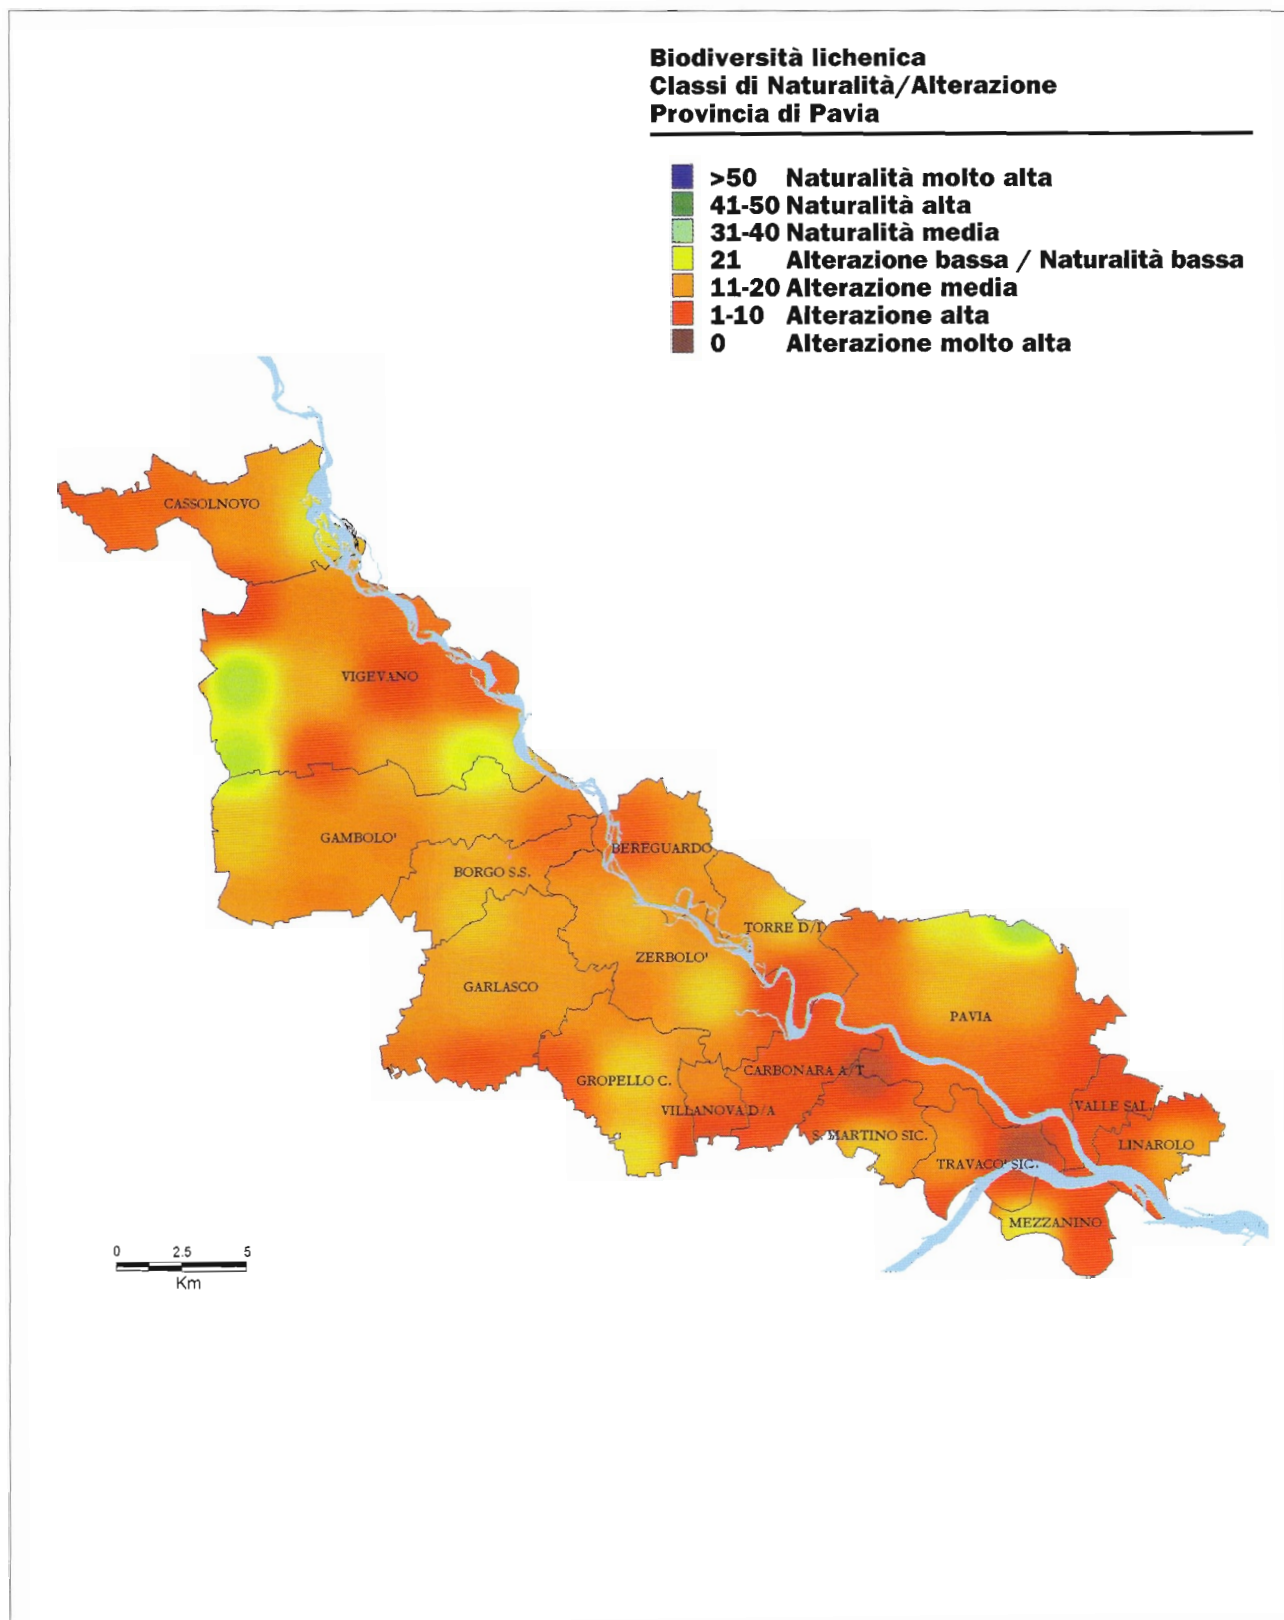 Biodiversità lichenica
Classi di Naturalità/Alterazione
Provincia di Pavia
>50 Naturalità molto alta
41-50 Naturalità alta
31-40 Naturalità media
21 Alterazione bassa / Naturalità bassa
11-20 Alterazione media
1-10 Alterazione alta
0 Alterazione molto alta
CASSOLNOVO
VIGEVANO
GAMBOLO'
BORGO S.S.
BEREGUARDO
TORRE D/I
ZERBOLO'
GARLASCO
PAVIA
GROPELLO C.
CARBONARA A/T
VILLANOVA D/A
VALLE SAL.
S. MARTINO SIC.
LINAROLO
TRAVACO' SIC.
MEZZANINO
0 2.5 5
Km